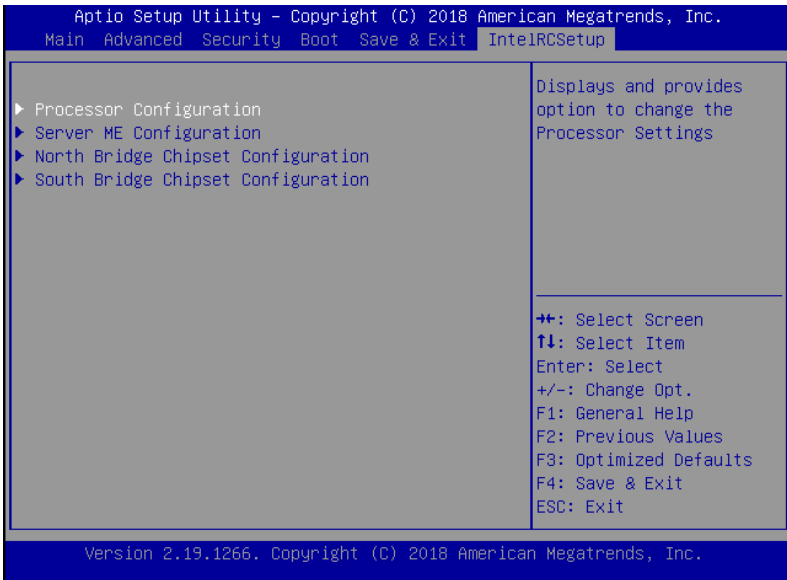 Aptio Setup Utility – Copyright (C) 2018 American Megatrends, Inc.
Main Advanced Security Boot Save & Exit IntelRCSetup
▶ Processor Configuration
▶ Server ME Configuration
▶ North Bridge Chipset Configuration
▶ South Bridge Chipset Configuration
Displays and provides
option to change the
Processor Settings
→←: Select Screen
↑↓: Select Item
Enter: Select
+/-: Change Opt.
F1: General Help
F2: Previous Values
F3: Optimized Defaults
F4: Save & Exit
ESC: Exit
Version 2.19.1266. Copyright (C) 2018 American Megatrends, Inc.